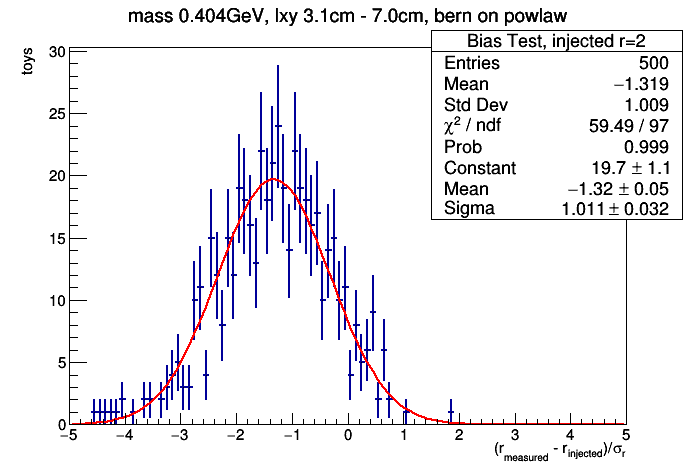 mass 0.404GeV, lxy 3.1cm - 7.0cm, bern on powlaw
Bias Test, injected r=2
Entries 500
Mean −1.319
Std Dev 1.009
χ² / ndf 59.49 / 97
Prob 0.999
Constant 19.7 ± 1.1
Mean −1.32 ± 0.05
Sigma 1.011 ± 0.032
toys
30
25
20
15
10
5
0
−5 −4 −3 −2 −1 0 1 2 3 4 5
(r_measured - r_injected)/σ_r